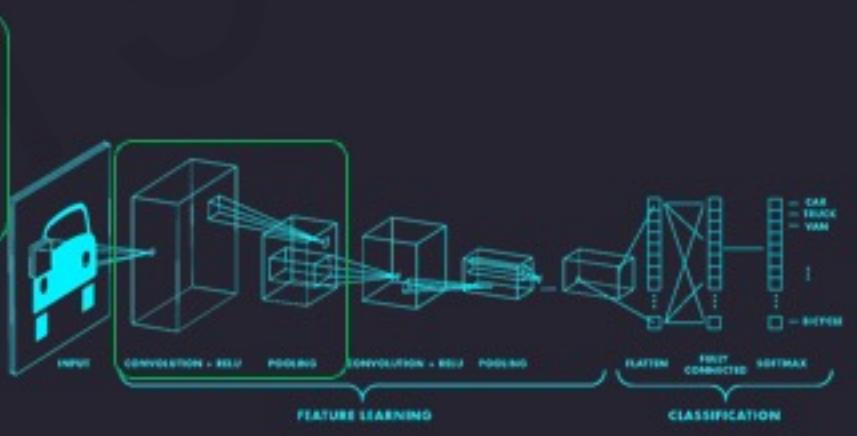 CAR
TRUCK
VAN
BICYCLE
INPUT
CONVOLUTION + RELU
POOLING
CONVOLUTION + RELU
POOLING
FLATTEN
FULLY
CONNECTED
SOFTMAX
FEATURE LEARNING
CLASSIFICATION